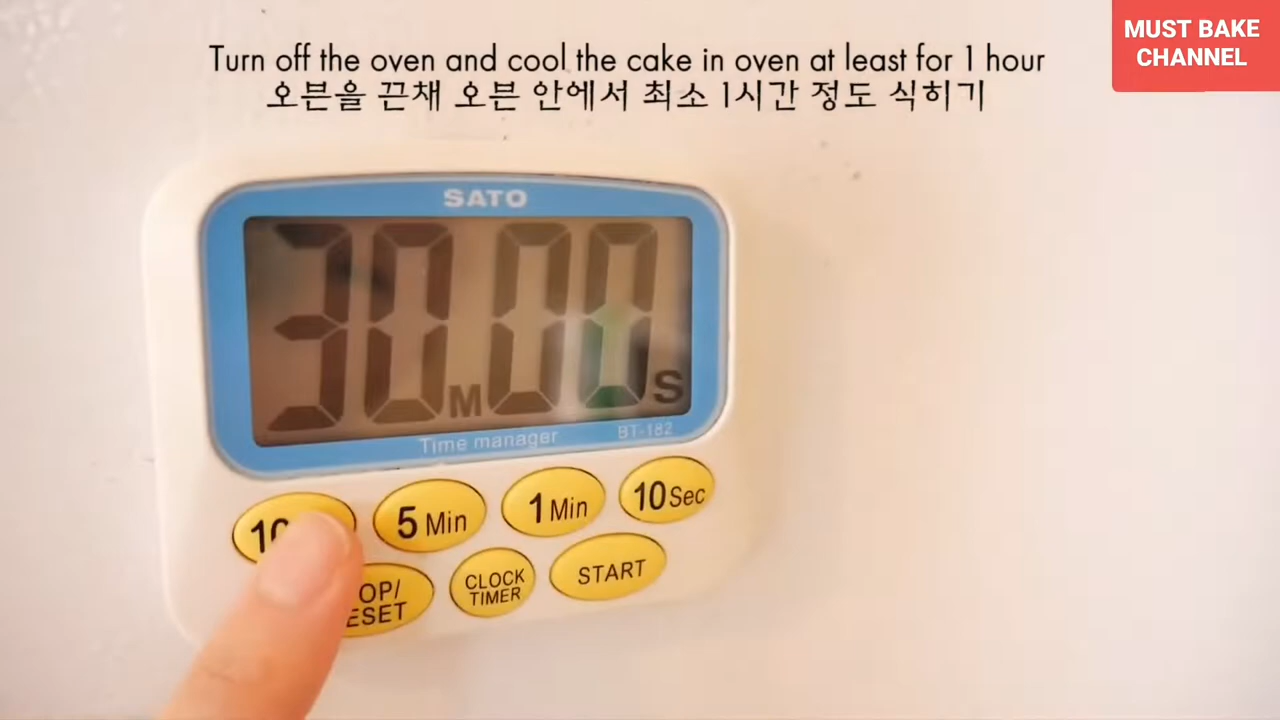 Turn off the oven and cool the cake in oven at least for 1 hour
오븐을 끈채 오븐 안에서 최소 1시간 정도 식히기
MUST BAKE
CHANNEL
SATO
30M00S
Time manager BT-182
5 Min 1 Min 10 Sec
CLOCK
TIMER
START